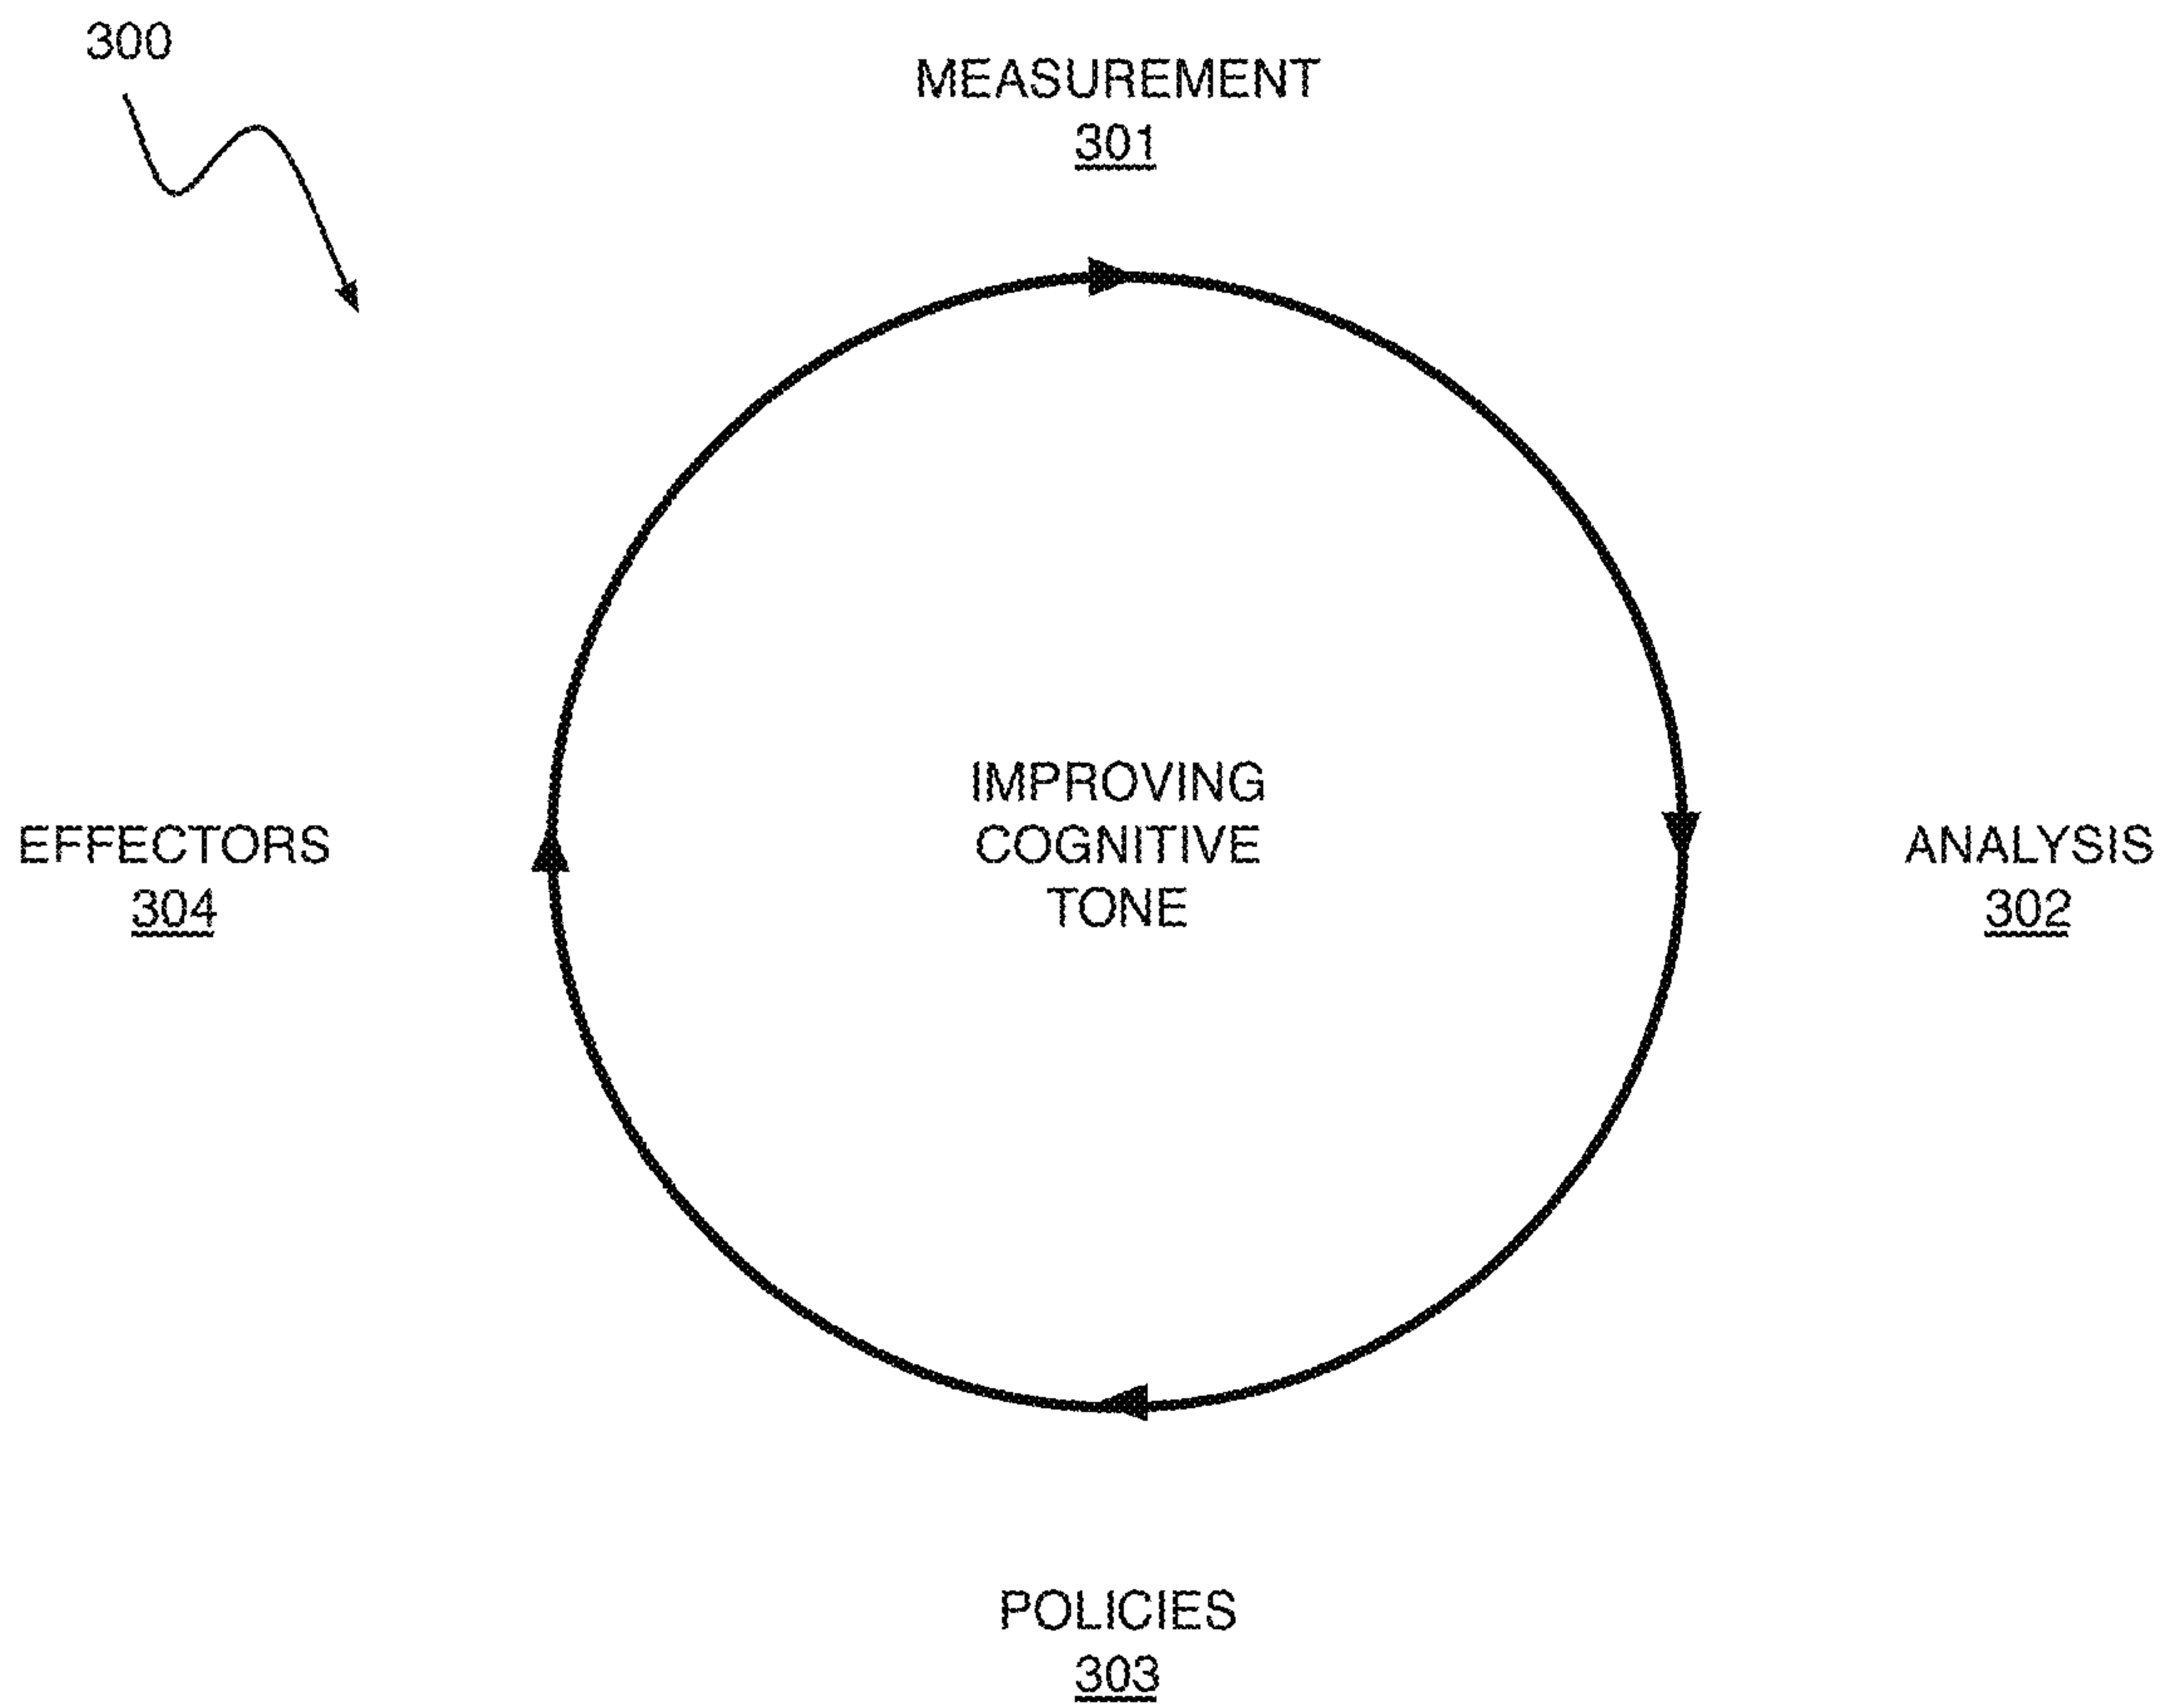 300
MEASUREMENT
301
IMPROVING
COGNITIVE
TONE
EFFECTORS
304
ANALYSIS
302
POLICIES
303